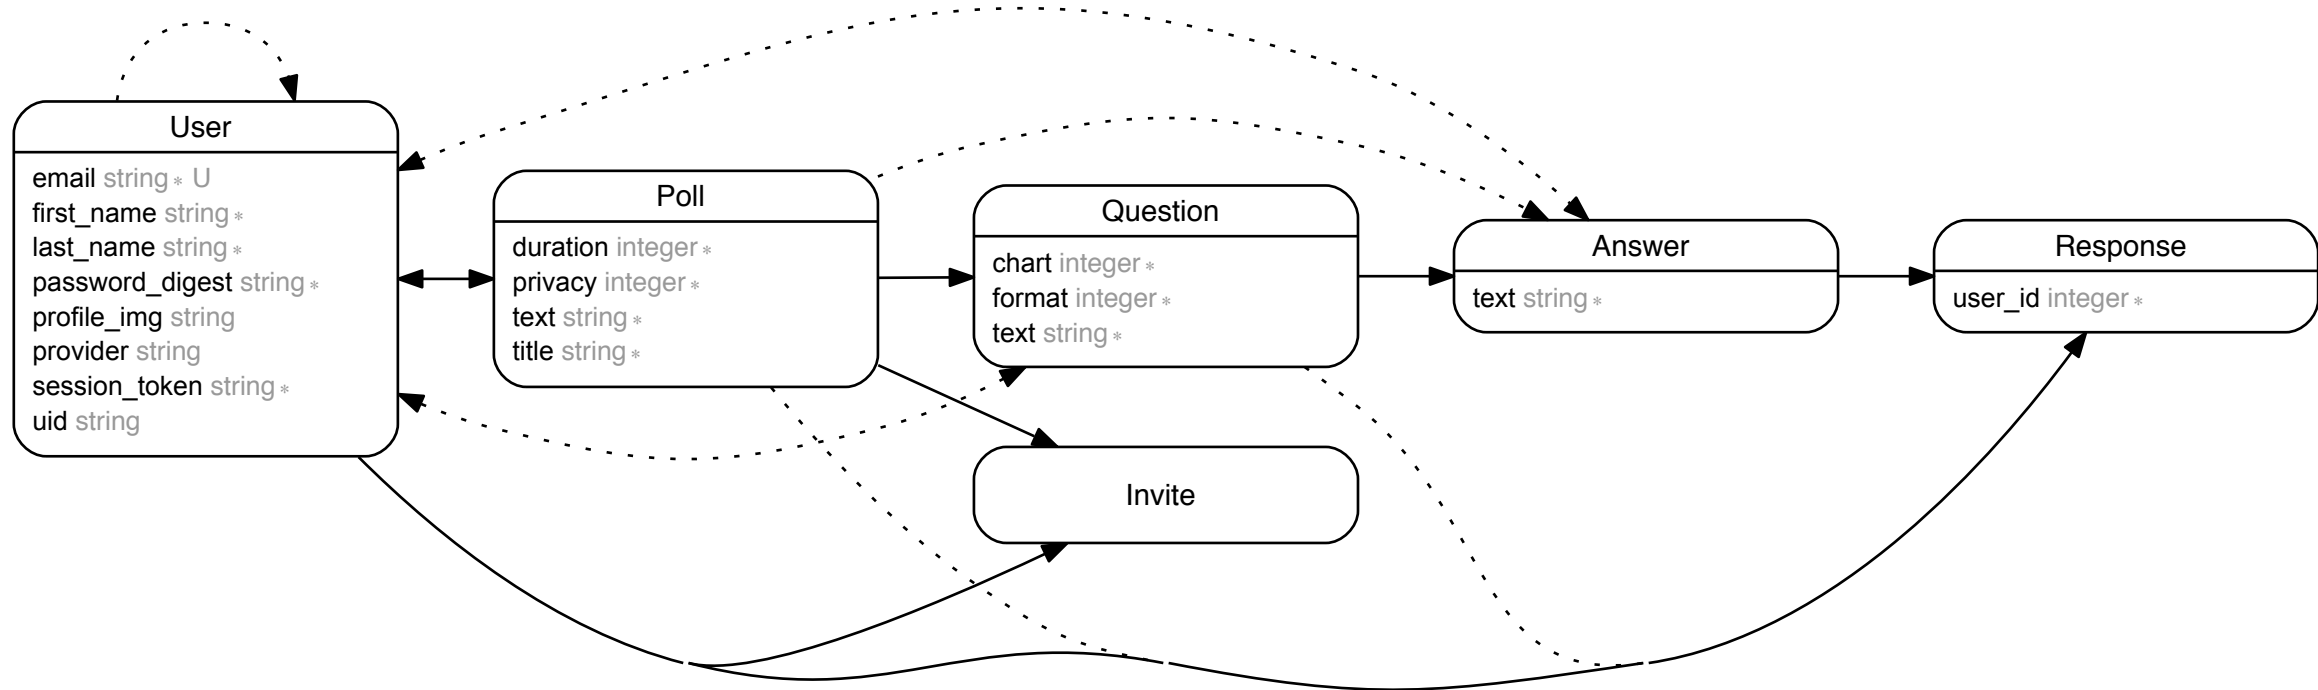 User
email string∗ U
first_name string∗
last_name string∗
password_digest string∗
profile_img string
provider string
session_token string∗
uid string
Poll
duration integer∗
privacy integer∗
text string∗
title string∗
Question
chart integer∗
format integer∗
text string∗
Invite
Answer
text string∗
Response
user_id integer∗